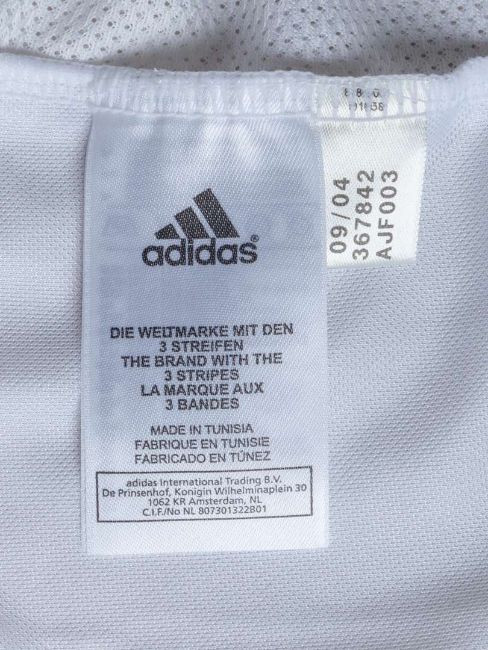 adidas®
DIE WELTMARKE MIT DEN
3 STREIFEN
THE BRAND WITH THE
3 STRIPES
LA MARQUE AUX
3 BANDES
MADE IN TUNISIA
FABRIQUE EN TUNISIE
FABRICADO EN TÚNEZ
adidas International Trading B.V.
De Prinsenhof, Konigin Wilhelminaplein 30
1062 KR Amsterdam, NL
C.I.F./No NL 807301322B01
09/04
367842
AJF003